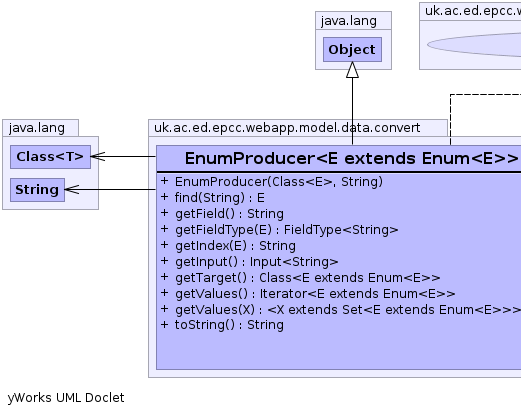 java.lang
Object
uk.ac.ed.epcc.w
java.lang
Class<T>
String
uk.ac.ed.epcc.webapp.model.data.convert
EnumProducer<E extends Enum<E>>
+ EnumProducer(Class<E>, String)
+ find(String) : E
+ getField() : String
+ getFieldType(E) : FieldType<String>
+ getIndex(E) : String
+ getInput() : Input<String>
+ getTarget() : Class<E extends Enum<E>>
+ getValues() : Iterator<E extends Enum<E>>
+ getValues(X) : <X extends Set<E extends Enum<E>>>
+ toString() : String
yWorks UML Doclet